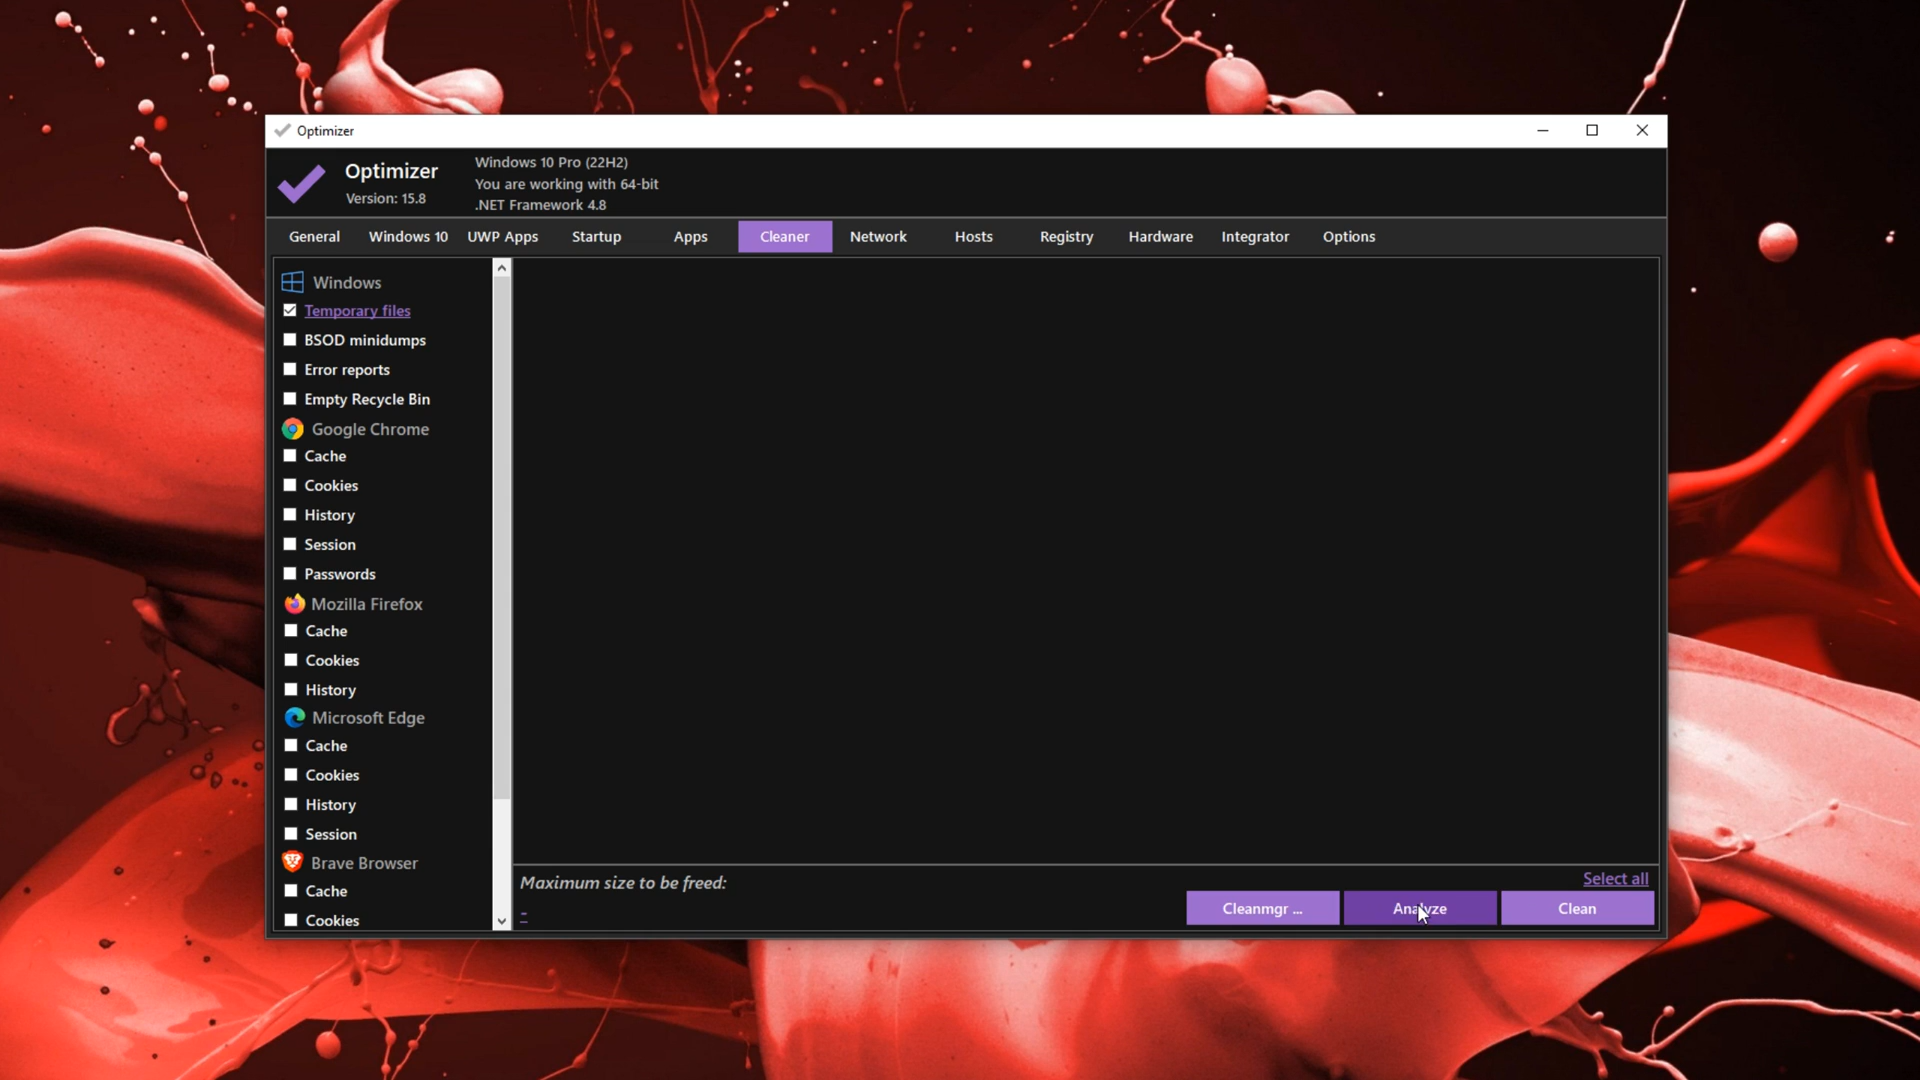 Optimizer
Optimizer
Version: 15.8
Windows 10 Pro (22H2)
You are working with 64-bit
.NET Framework 4.8
General Windows 10 UWP Apps Startup Apps Cleaner Network Hosts Registry Hardware Integrator Options
Windows
Temporary files
BSOD minidumps
Error reports
Empty Recycle Bin
Google Chrome
Cache
Cookies
History
Session
Passwords
Mozilla Firefox
Cache
Cookies
History
Microsoft Edge
Cache
Cookies
History
Session
Brave Browser
Cache
Cookies
Maximum size to be freed:
-
Select all
Cleanmgr ... Analyze Clean